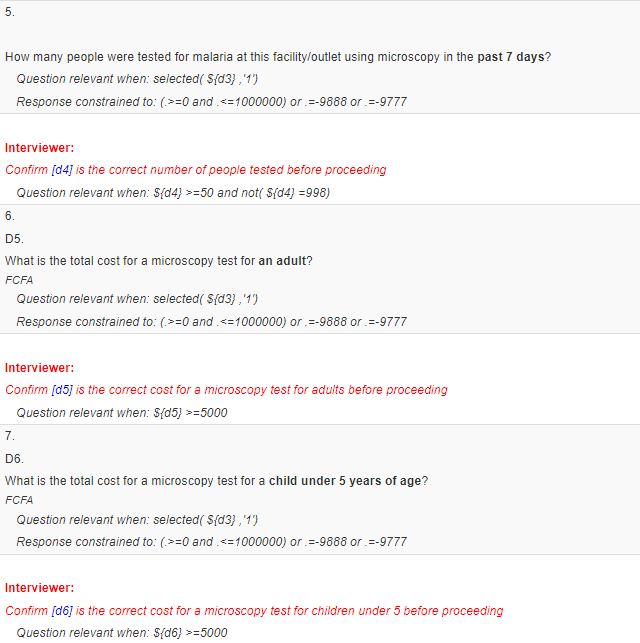 5.
How many people were tested for malaria at this facility/outlet using microscopy in the past 7 days?
Question relevant when: selected( ${d3} ,'1')
Response constrained to: (.>=0 and .<=1000000) or .=-9888 or .=-9777
Interviewer:
Confirm [d4] is the correct number of people tested before proceeding
Question relevant when: ${d4} >=50 and not( ${d4} =998)
6.
D5.
What is the total cost for a microscopy test for an adult?
FCFA
Question relevant when: selected( ${d3} ,'1')
Response constrained to: (.>=0 and .<=1000000) or .=-9888 or .=-9777
Interviewer:
Confirm [d5] is the correct cost for a microscopy test for adults before proceeding
Question relevant when: ${d5} >=5000
7.
D6.
What is the total cost for a microscopy test for a child under 5 years of age?
FCFA
Question relevant when: selected( ${d3} ,'1')
Response constrained to: (.>=0 and .<=1000000) or .=-9888 or .=-9777
Interviewer:
Confirm [d6] is the correct cost for a microscopy test for children under 5 before proceeding
Question relevant when: ${d6} >=5000